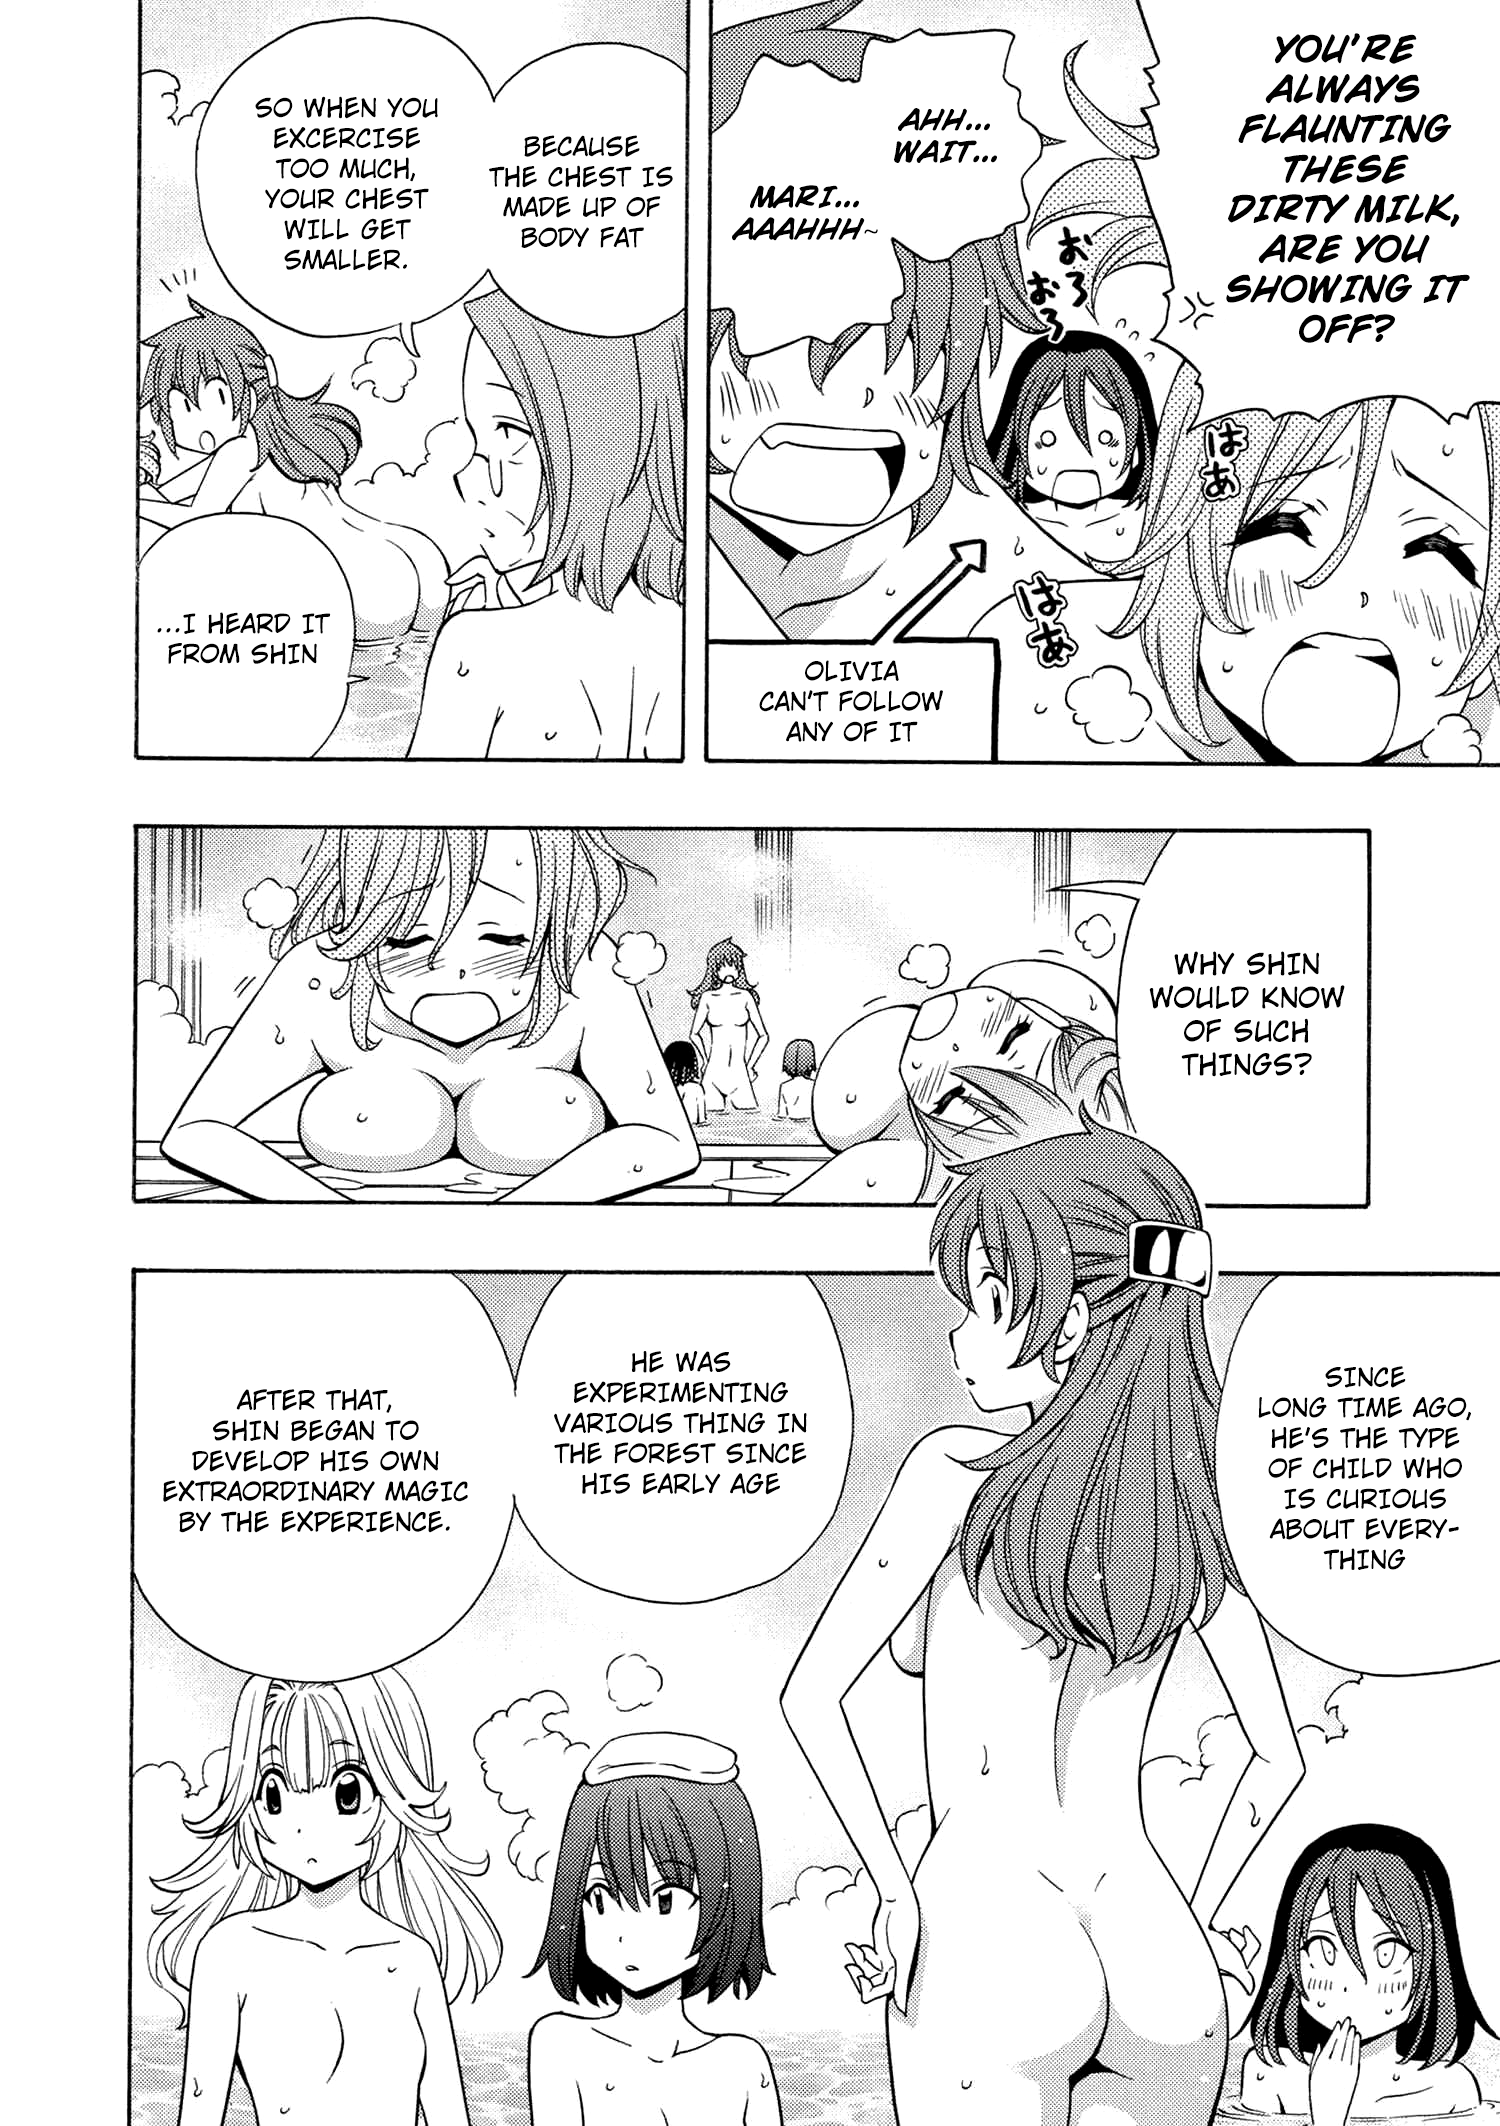 YOU'RE
ALWAYS
FLAUNTING
THESE
DIRTY MILK,
ARE YOU
SHOWING IT
OFF?
AHH...
WAIT...
MARI...
AAAHHH~
おろ
おろ
はぁ
はぁ
OLIVIA
CAN'T FOLLOW
ANY OF IT
BECAUSE
THE CHEST IS
MADE UP OF
BODY FAT
SO WHEN YOU
EXCERCISE
TOO MUCH,
YOUR CHEST
WILL GET
SMALLER.
...I HEARD IT
FROM SHIN
WHY SHIN
WOULD KNOW
OF SUCH
THINGS?
SINCE
LONG TIME AGO,
HE'S THE TYPE
OF CHILD WHO
IS CURIOUS
ABOUT EVERY-
THING
HE WAS
EXPERIMENTING
VARIOUS THING IN
THE FOREST SINCE
HIS EARLY AGE
AFTER THAT,
SHIN BEGAN TO
DEVELOP HIS OWN
EXTRAORDINARY MAGIC
BY THE EXPERIENCE.